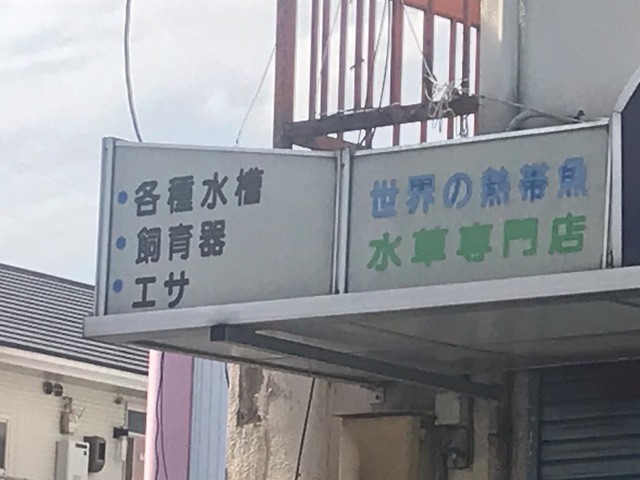 ・各種水槽
・飼育器
・エサ
世界の熱帯魚
水草専門店